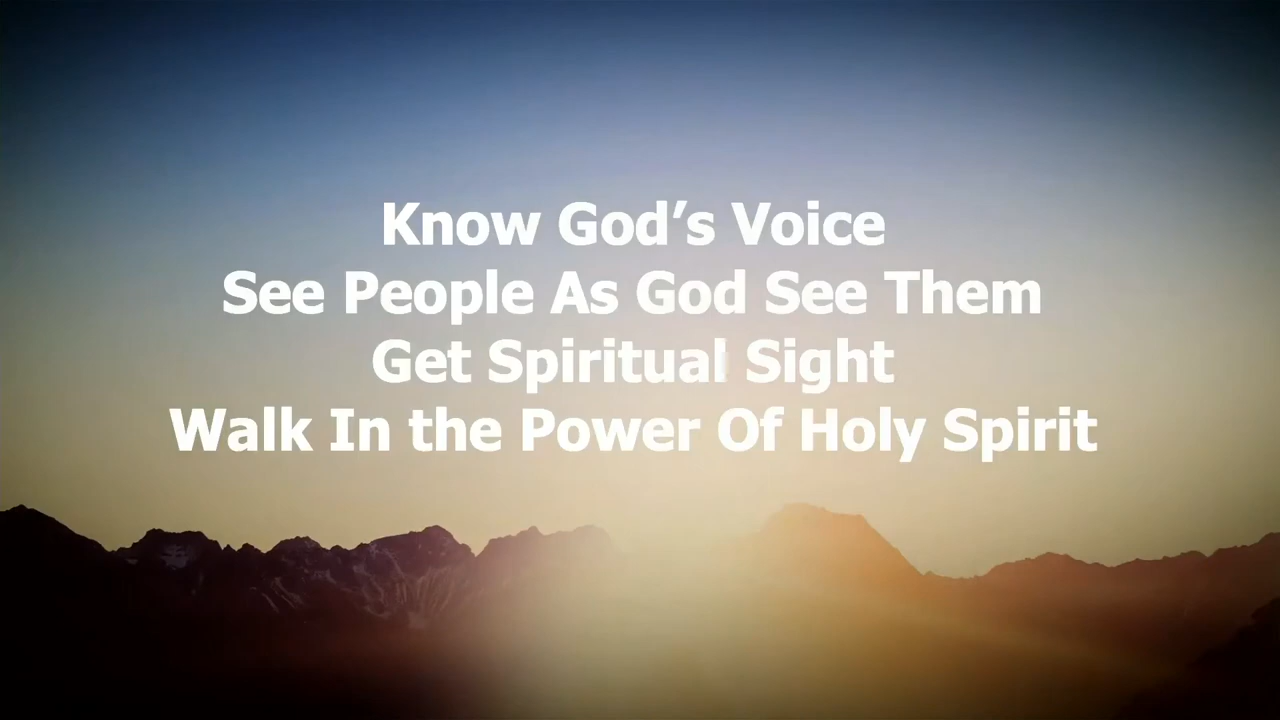 Know God’s Voice
See People As God See Them
Get Spiritual Sight
Walk In the Power Of Holy Spirit